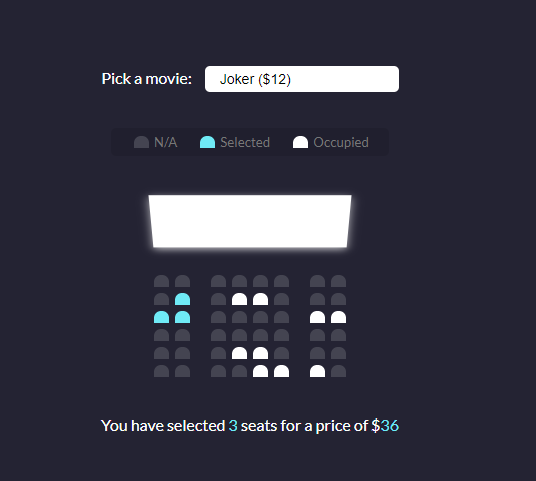 Pick a movie: Joker ($12)
N/A Selected Occupied
You have selected 3 seats for a price of $36